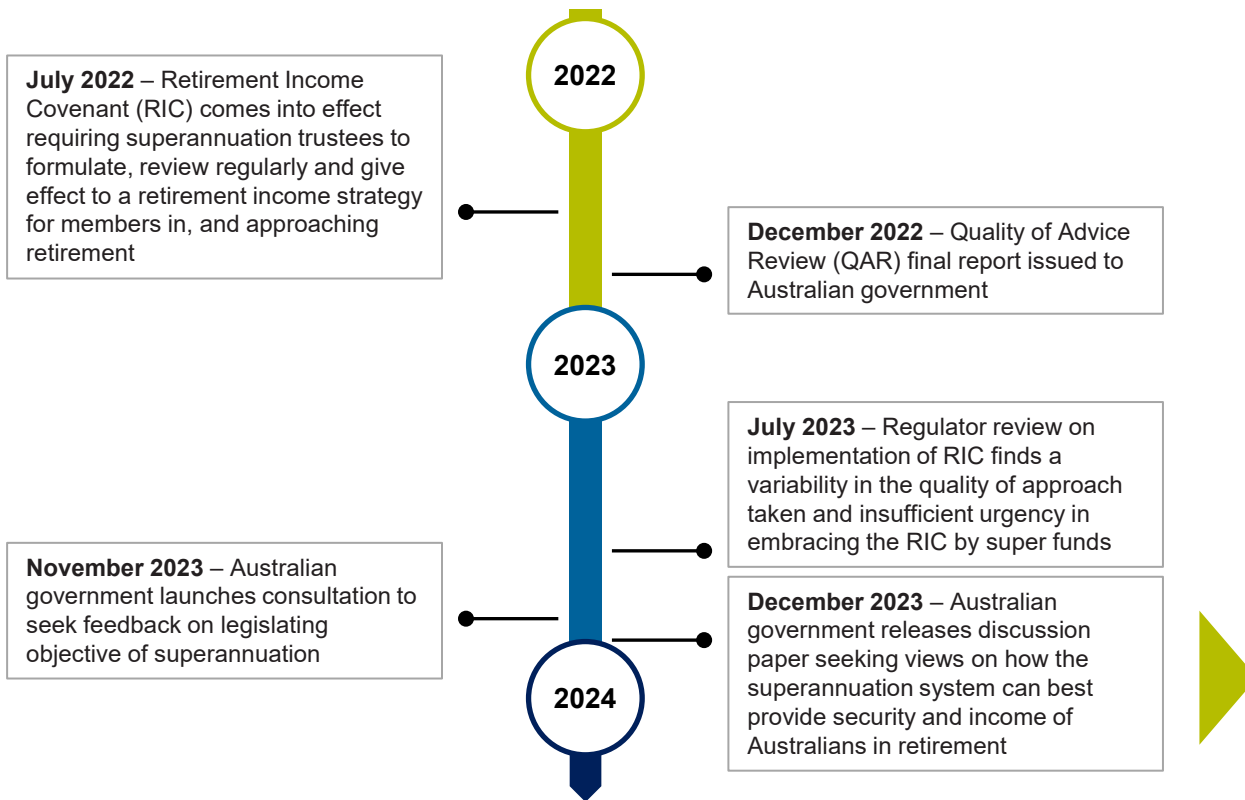 2022
July 2022 – Retirement Income
Covenant (RIC) comes into effect
requiring superannuation trustees to
formulate, review regularly and give
effect to a retirement income strategy
for members in, and approaching
retirement
December 2022 – Quality of Advice
Review (QAR) final report issued to
Australian government
2023
July 2023 – Regulator review on
implementation of RIC finds a
variability in the quality of approach
taken and insufficient urgency in
embracing the RIC by super funds
November 2023 – Australian
government launches consultation to
seek feedback on legislating
objective of superannuation
December 2023 – Australian
government releases discussion
paper seeking views on how the
superannuation system can best
provide security and income of
Australians in retirement
2024